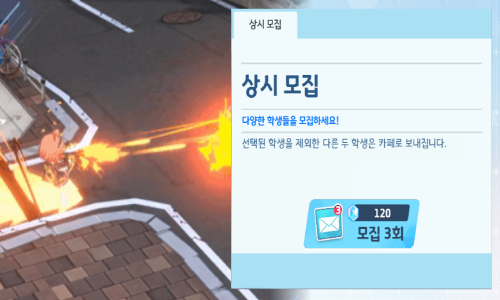 상시 모집
상시 모집
다양한 학생들을 모집하세요!
선택된 학생을 제외한 다른 두 학생은 카페로 보내집니다.
3
120
모집 3회